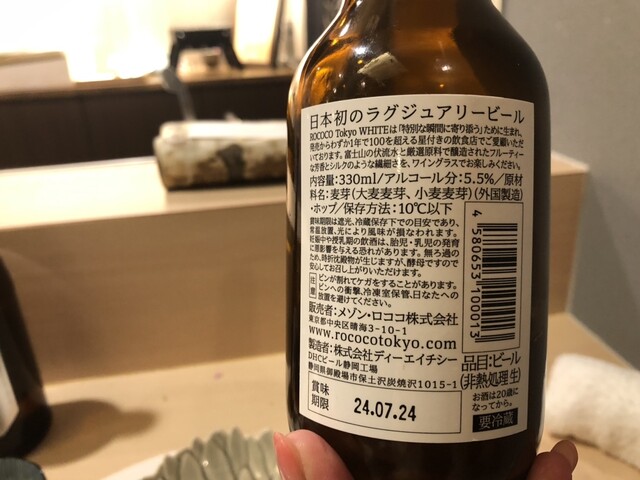 日本初のラグジュアリービール
ROCOCO Tokyo WHITEは「特別な瞬間に寄り添う」ために生まれ、
発売からわずか1年で100を超える星付きの飲食店でご愛顧いただ
いております。富士山の伏流水と厳選原料で醸造されたフルーティー
な芳香とシルクのような繊細さを、ワイングラスでお楽しみください。
内容量:330ml/アルコール分:5.5%/原材
料名:麦芽(大麦麦芽、小麦麦芽)(外国製造)
・ホップ/保存方法:10℃以下
賞味期限は遮光、冷蔵保存下での目安であり、
常温放置、光により風味が損なわれます。
妊娠中や授乳期の飲酒は、胎児・乳児の発育
に悪影響を与える恐れがあります。無ろ過の
ため、時折沈殿物が生じますが、酵母ですので
安心してお召し上がりいただけます。
注意
ビンが割れてケガをすることがあります。
ビンへの衝撃、冷凍室保管、日なたへの
放置を避けてください。
販売者:メゾン・ロココ株式会社
東京都中央区晴海3-10-1
www.rococotokyo.com
製造者:株式会社ディーエイチシー
DHCビール静岡工場
静岡県御殿場市保土沢炭焼沢1015-1
4 580653 100013
品目:ビール
(非熱処理 生)
お酒は20歳に
なってから。
要冷蔵
賞味
期限
24.07.24